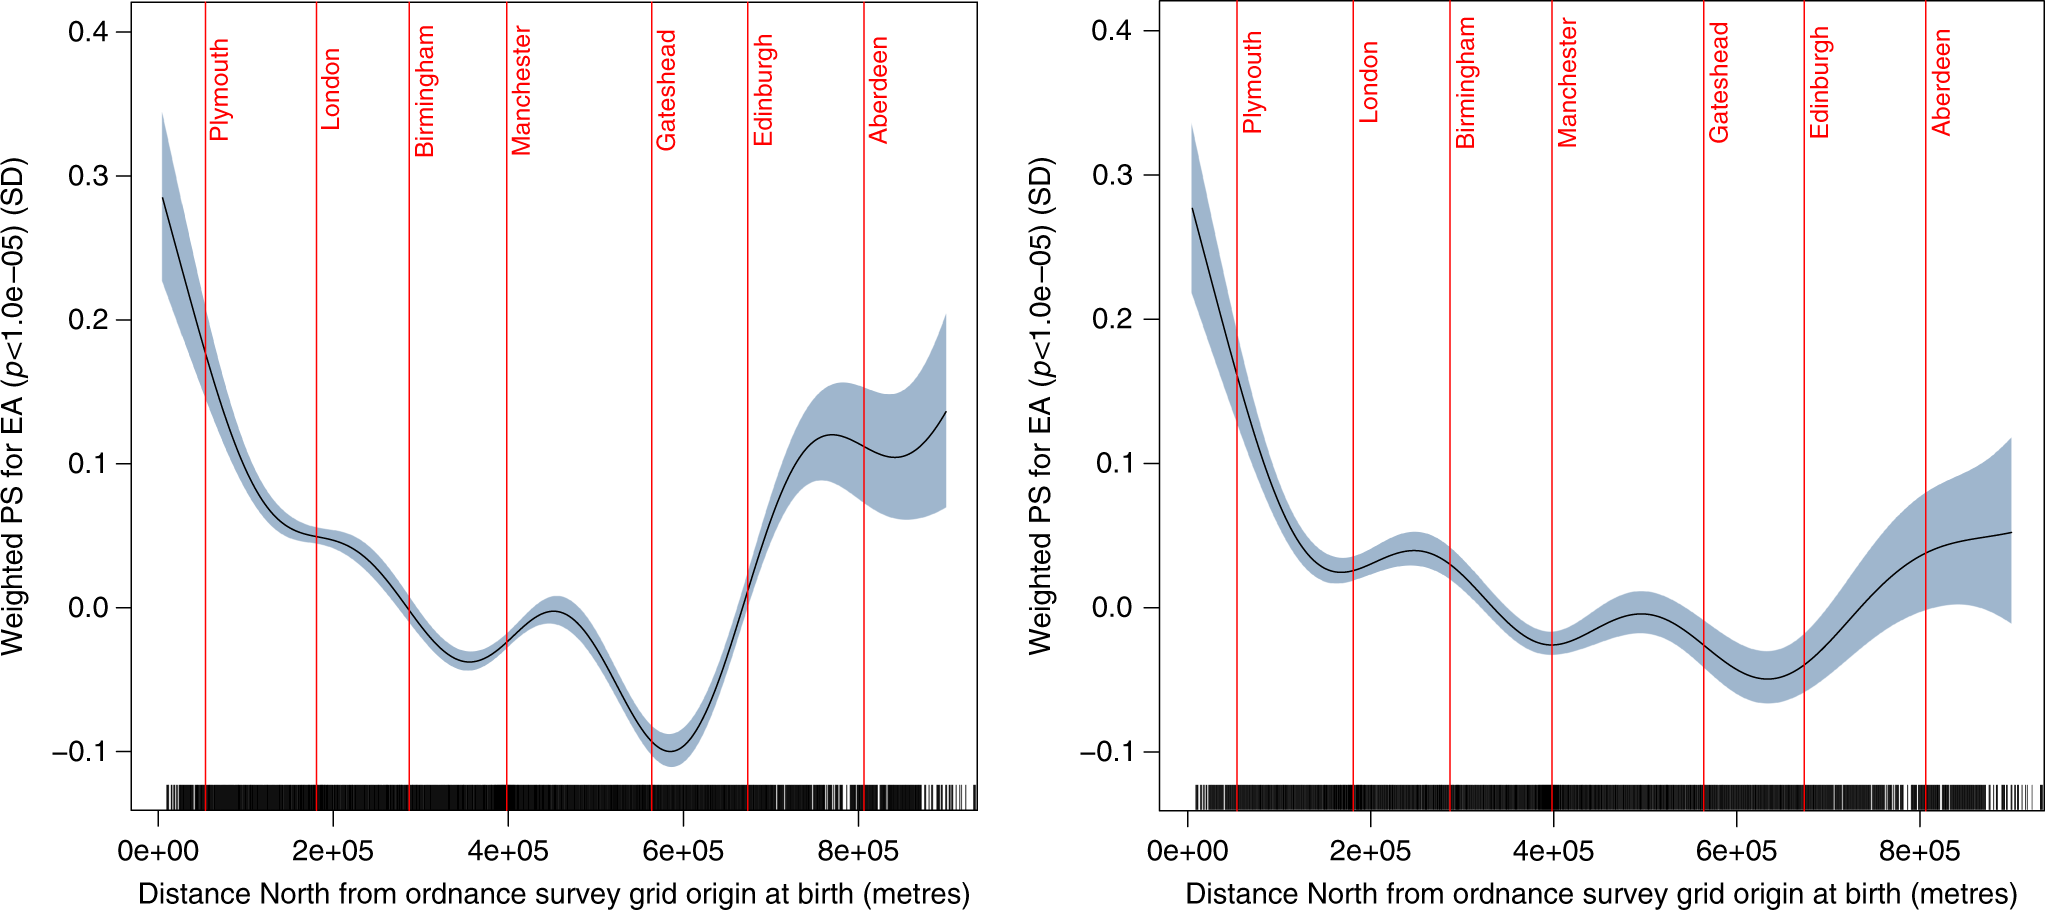 Weighted PS for EA (p<1.0e−05) (SD)
0.4
0.3
0.2
0.1
0.0
−0.1
Plymouth
London
Birmingham
Manchester
Gateshead
Edinburgh
Aberdeen
0e+00 2e+05 4e+05 6e+05 8e+05
Distance North from ordnance survey grid origin at birth (metres)
Weighted PS for EA (p<1.0e−05) (SD)
0.4
0.3
0.2
0.1
0.0
−0.1
Plymouth
London
Birmingham
Manchester
Gateshead
Edinburgh
Aberdeen
0e+00 2e+05 4e+05 6e+05 8e+05
Distance North from ordnance survey grid origin at birth (metres)